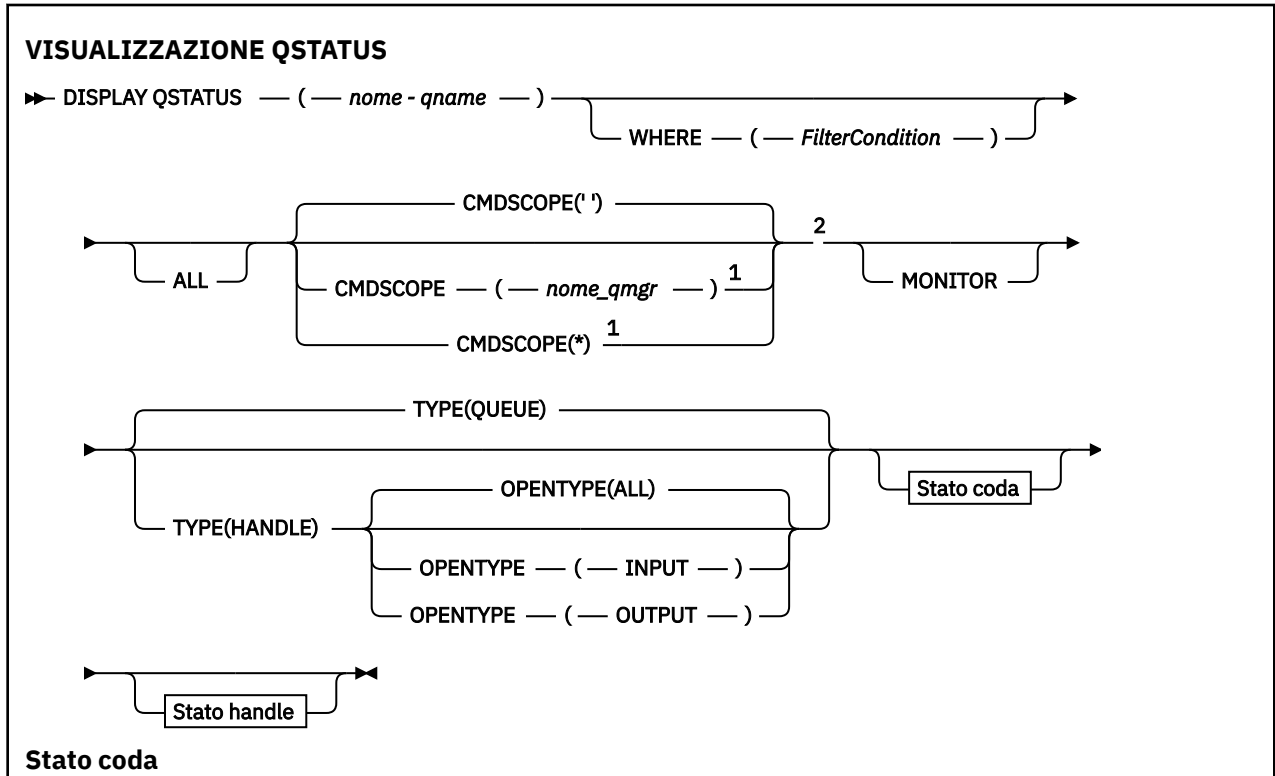 VISUALIZZAZIONE QSTATUS
DISPLAY QSTATUS ( nome - qname )
WHERE ( FilterCondition )
CMDSCOPE(' ')
2
ALL
CMDSCOPE ( nome_qmgr ) 1
MONITOR
CMDSCOPE(*) 1
TYPE(QUEUE)
Stato coda
OPENTYPE(ALL)
TYPE(HANDLE)
OPENTYPE ( INPUT )
OPENTYPE ( OUTPUT )
Stato handle
Stato coda